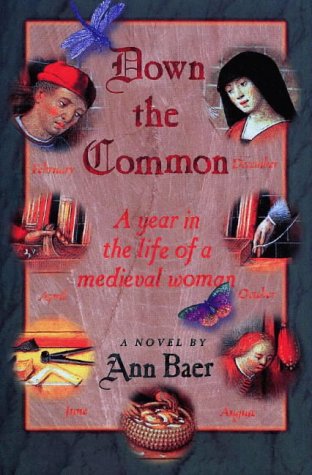 Down
the
Common
February
December
A year in
the life of a
medieval woman
April
October
A NOVEL BY
Ann Baer
June
August